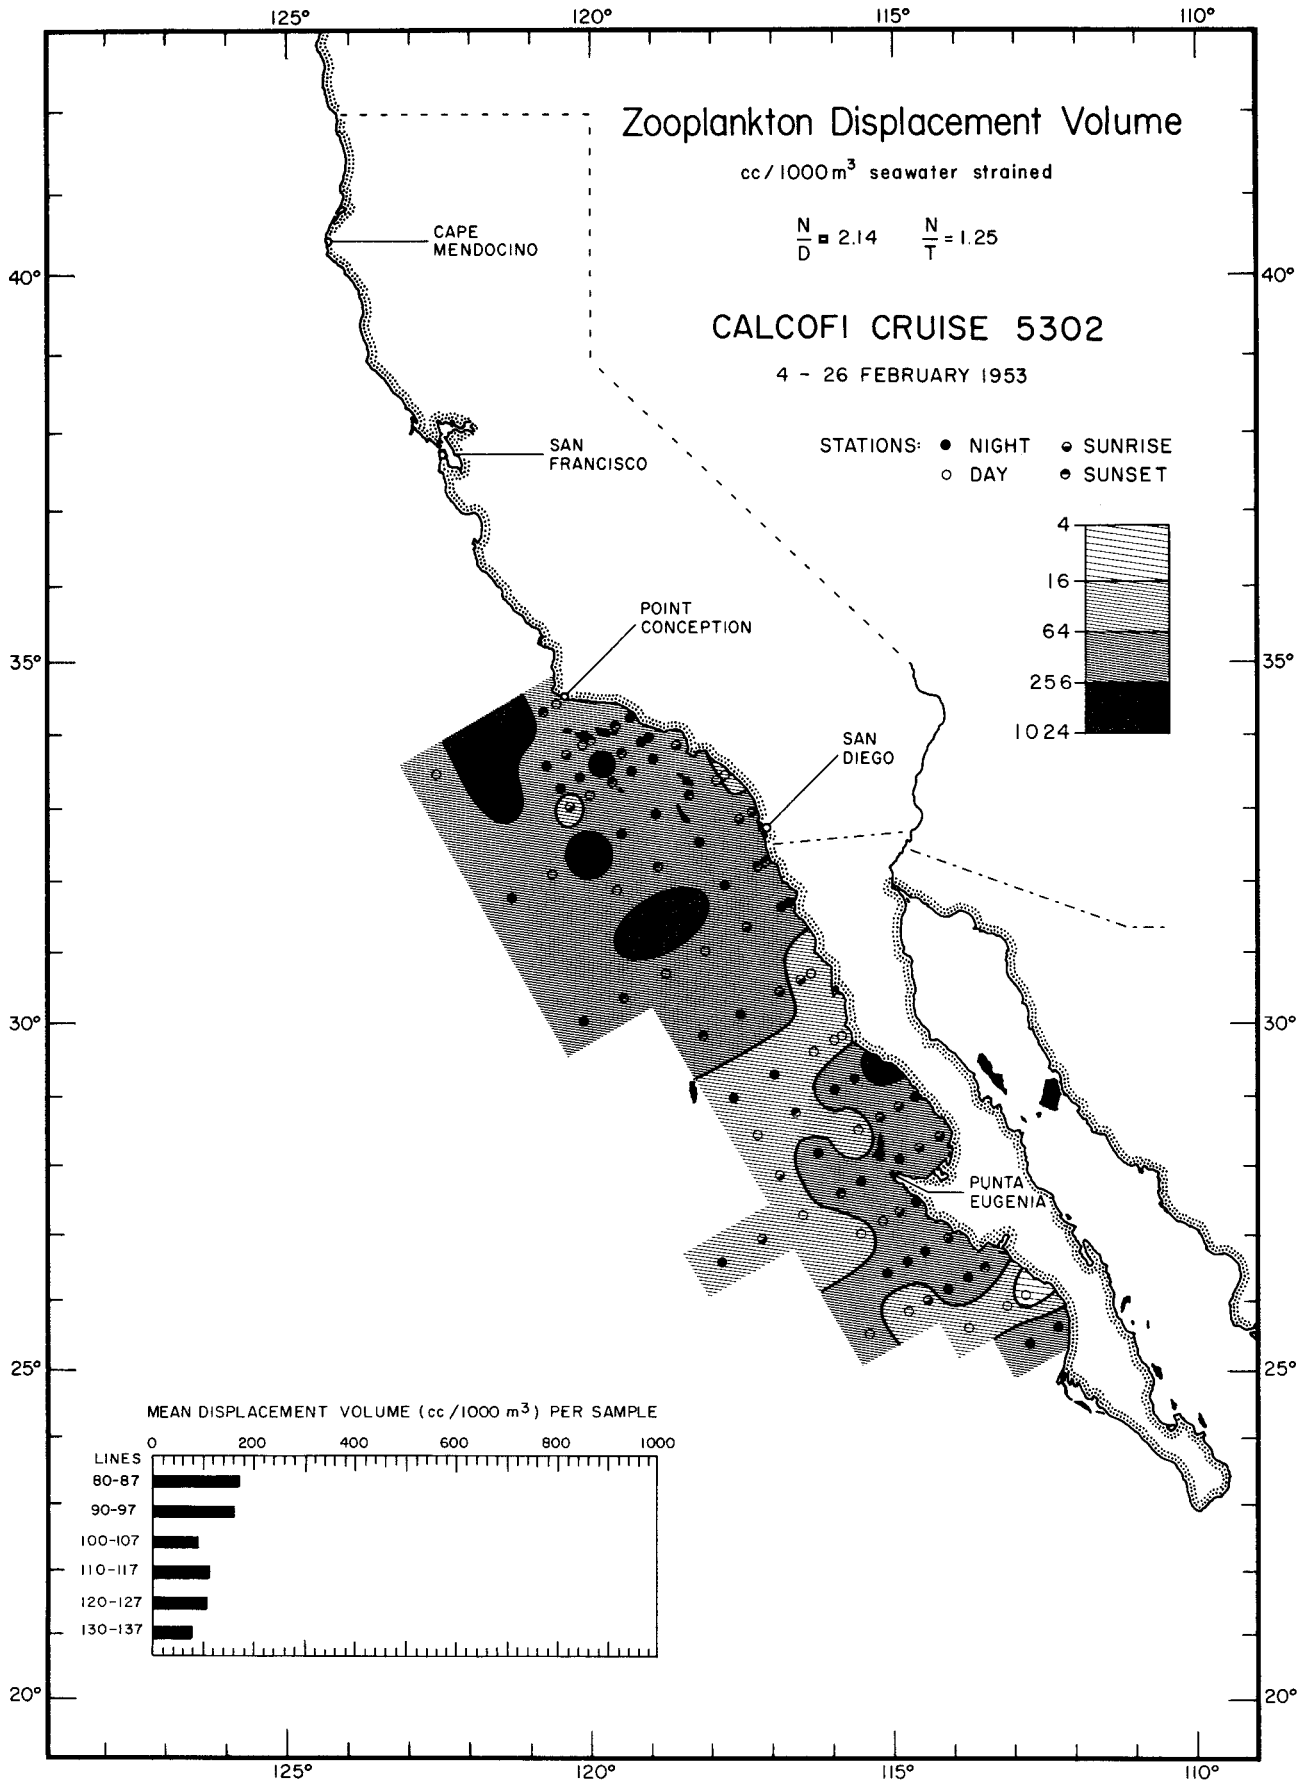 125° 120° 115° 110°
Zooplankton Displacement Volume
cc/1000m³ seawater strained
N/D = 2.14 N/T = 1.25
CAPE
MENDOCINO
40° 40°
CALCOFI CRUISE 5302
4 - 26 FEBRUARY 1953
STATIONS: ● NIGHT ◒ SUNRISE
○ DAY ◓ SUNSET
SAN
FRANCISCO
4
16
64
256
1024
POINT
CONCEPTION
35° 35°
SAN
DIEGO
30° 30°
PUNTA
EUGENIA
25° 25°
MEAN DISPLACEMENT VOLUME (cc/1000 m³) PER SAMPLE
0 200 400 600 800 1000
LINES
80-87
90-97
100-107
110-117
120-127
130-137
20° 20°
125° 120° 115° 110°